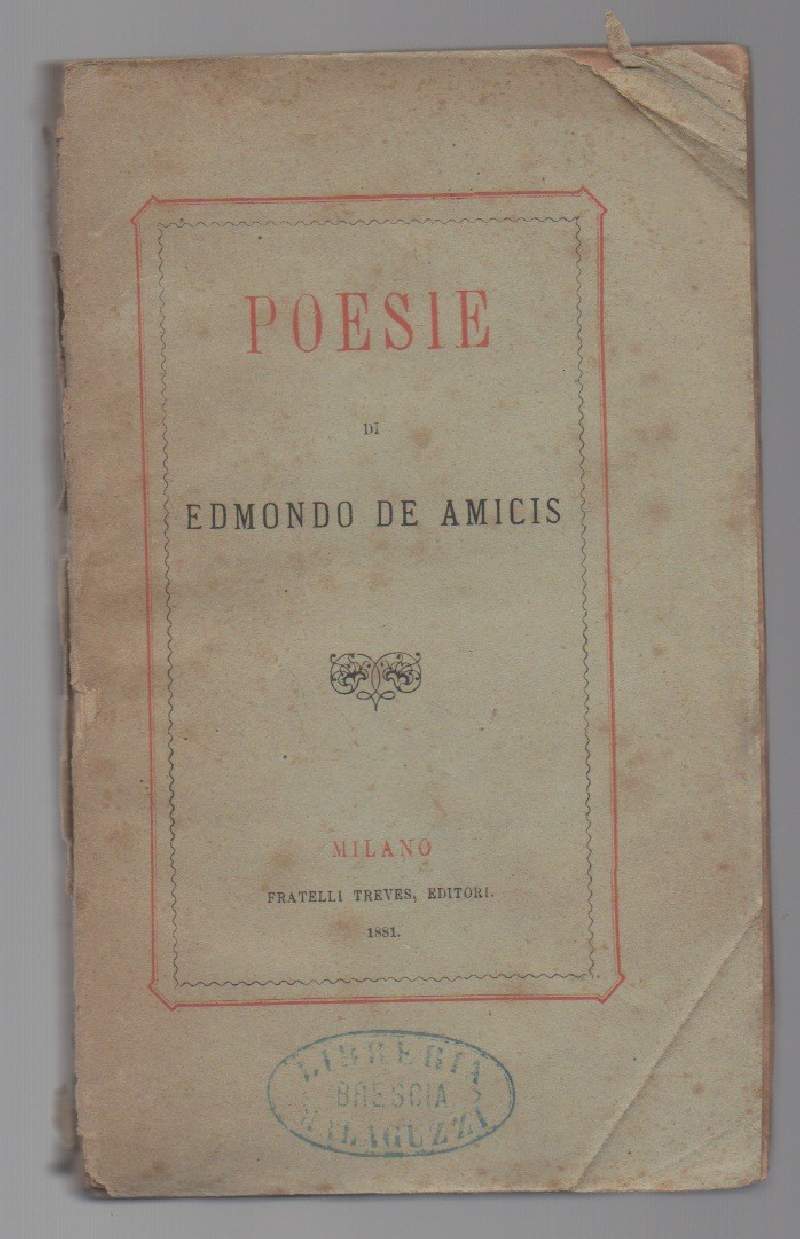 POESIE
DI
EDMONDO DE AMICIS
MILANO
FRATELLI TREVES, EDITORI.
1881.
LIBRERIA
BRESCIA
MALAGUZZI